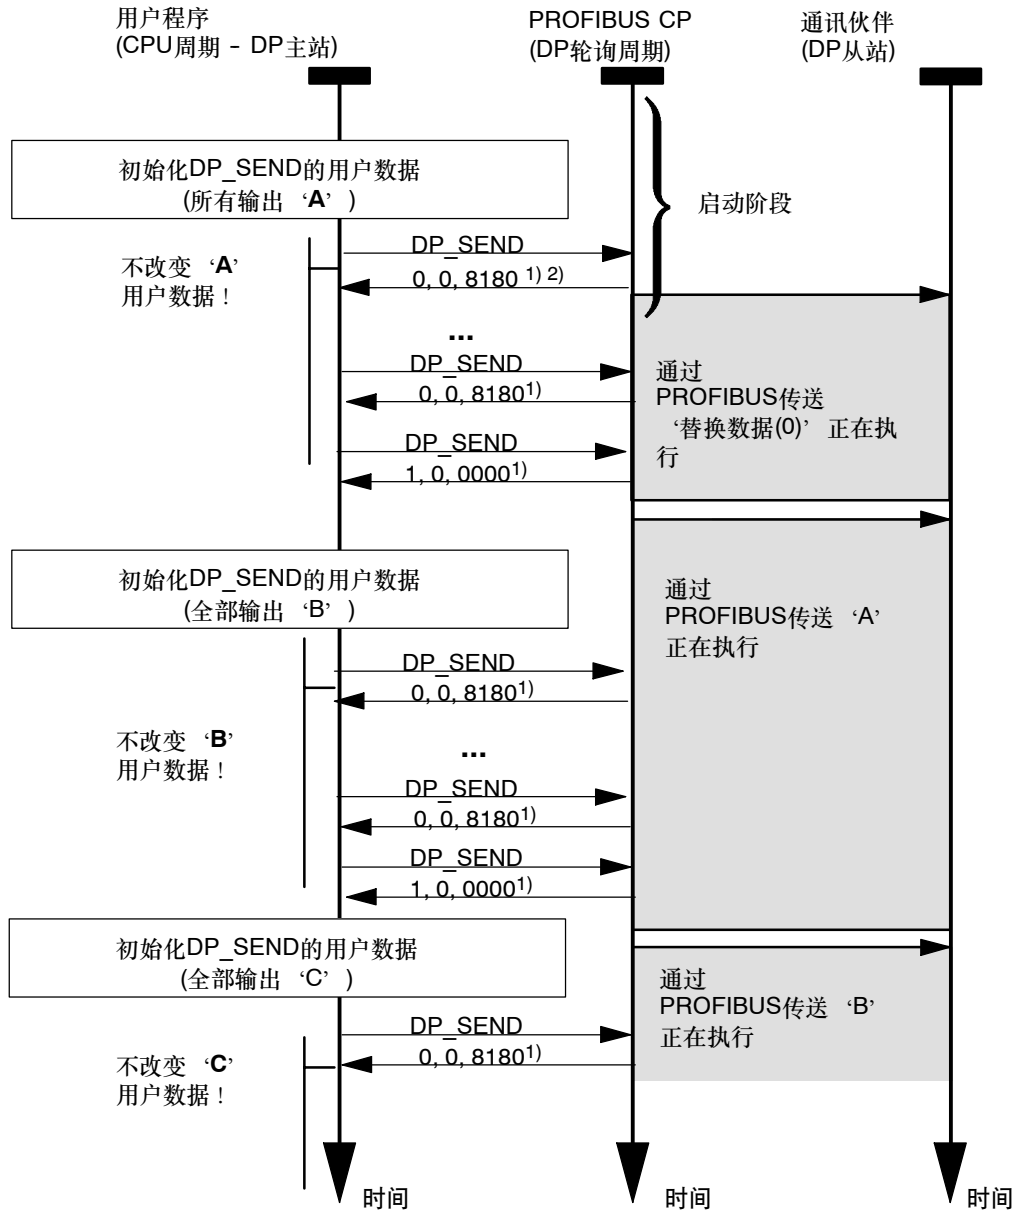 用户程序
(CPU周期 - DP主站)
PROFIBUS CP
(DP轮询周期)
通讯伙伴
(DP从站)
初始化DP_SEND的用户数据
(所有输出‘A’)
启动阶段
不改变‘A’
用户数据！
DP_SEND
0, 0, 8180 1) 2)
...
DP_SEND
0, 0, 8180 1)
DP_SEND
1, 0, 0000 1)
通过
PROFIBUS传送
‘替换数据(0)’正在执
行
初始化DP_SEND的用户数据
(全部输出‘B’)
通过
PROFIBUS传送‘A’
正在执行
DP_SEND
0, 0, 8180 1)
不改变‘B’
用户数据！
...
DP_SEND
0, 0, 8180 1)
DP_SEND
1, 0, 0000 1)
初始化DP_SEND的用户数据
(全部输出‘C’)
通过
PROFIBUS传送‘B’
正在执行
DP_SEND
0, 0, 8180 1)
不改变‘C’
用户数据！
时间
时间
时间